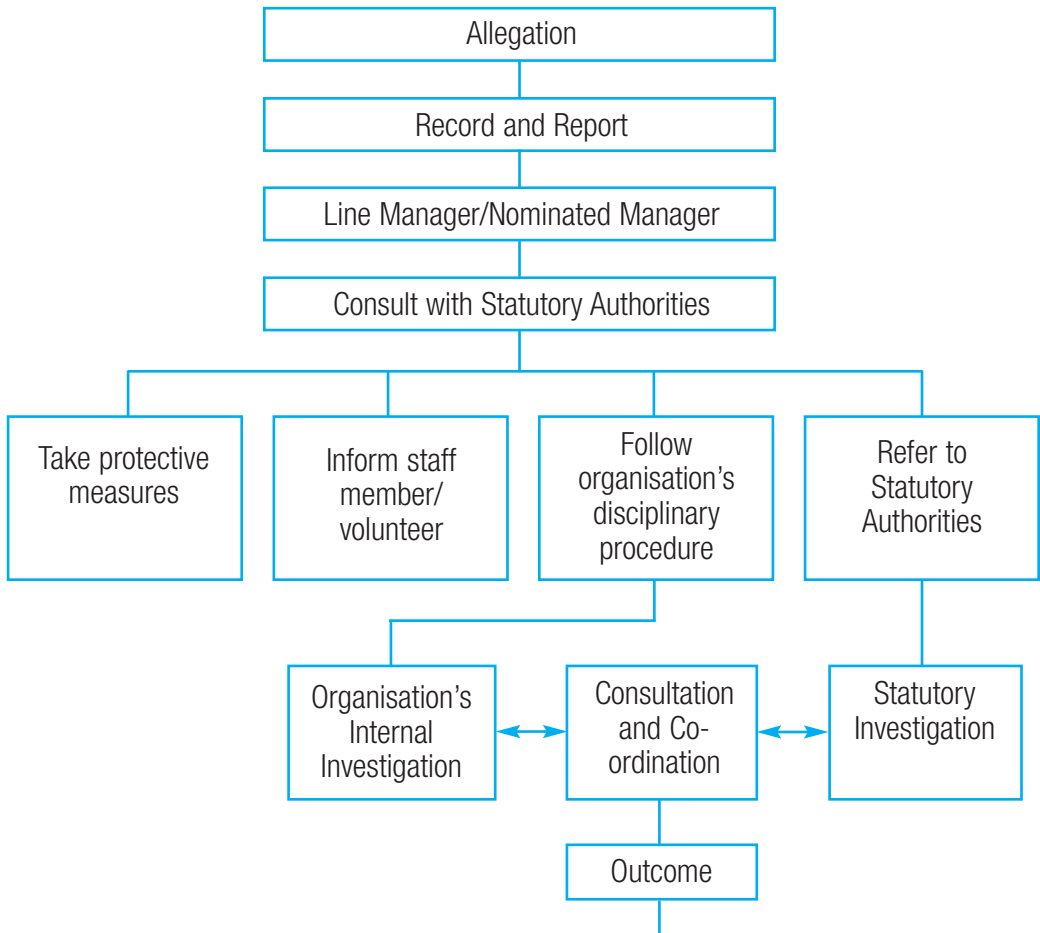 Allegation
Record and Report
Line Manager/Nominated Manager
Consult with Statutory Authorities
Take protective
measures
Inform staff
member/
volunteer
Follow
organisation’s
disciplinary
procedure
Refer to
Statutory
Authorities
Organisation’s
Internal
Investigation
Consultation
and Co-
ordination
Statutory
Investigation
Outcome